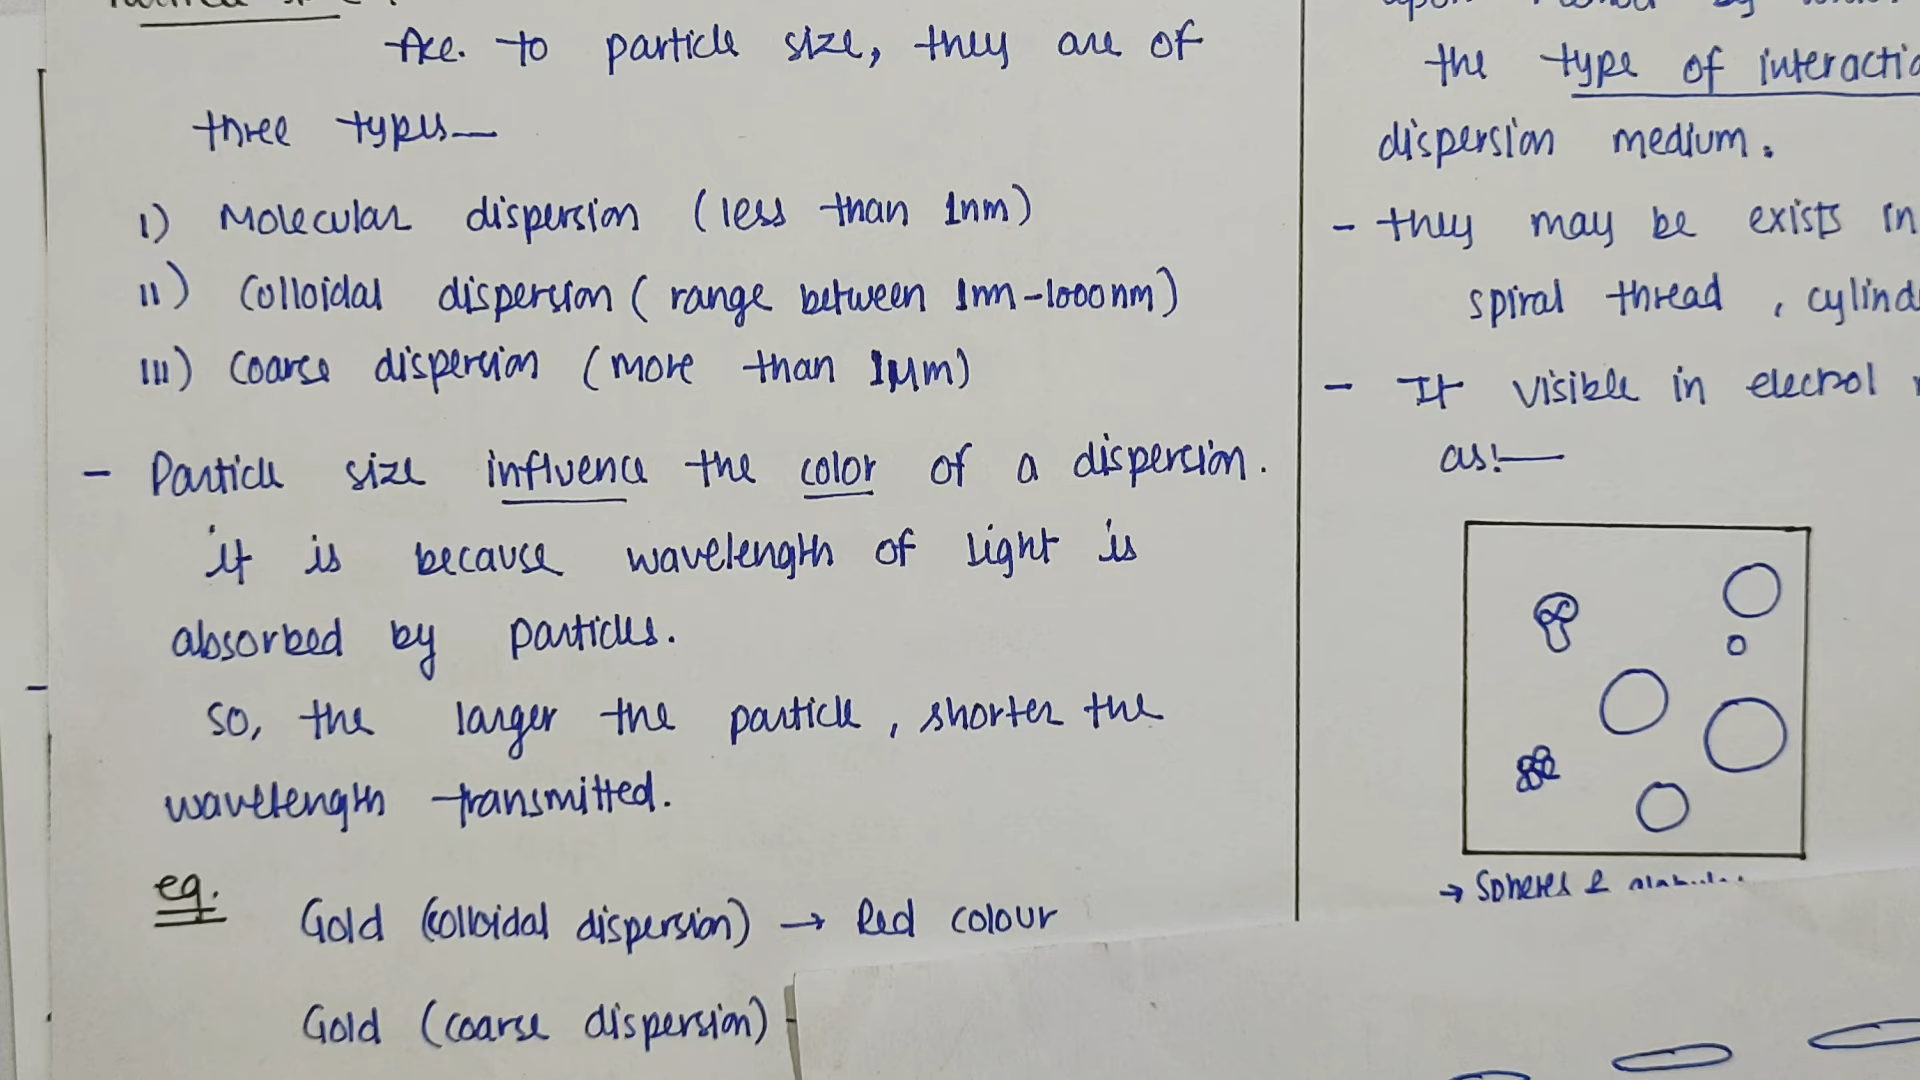 Acc. to particle size, they are of
three types—
i) Molecular dispersion (less than 1nm)
ii) Colloidal dispersion (range between 1nm-1000nm)
iii) Coarse dispersion (more than 1μm)
- Particle size influence the color of a dispersion.
it is because wavelength of light is
absorbed by particles.
so, the larger the particle, shorter the
wavelength transmitted.
eg.
Gold (colloidal dispersion) → Red colour
Gold (coarse dispersion)
the type of interactio
dispersion medium.
- they may be exists in
spiral thread, cylind
- It visible in elecrol
as:—
→ Spheres &